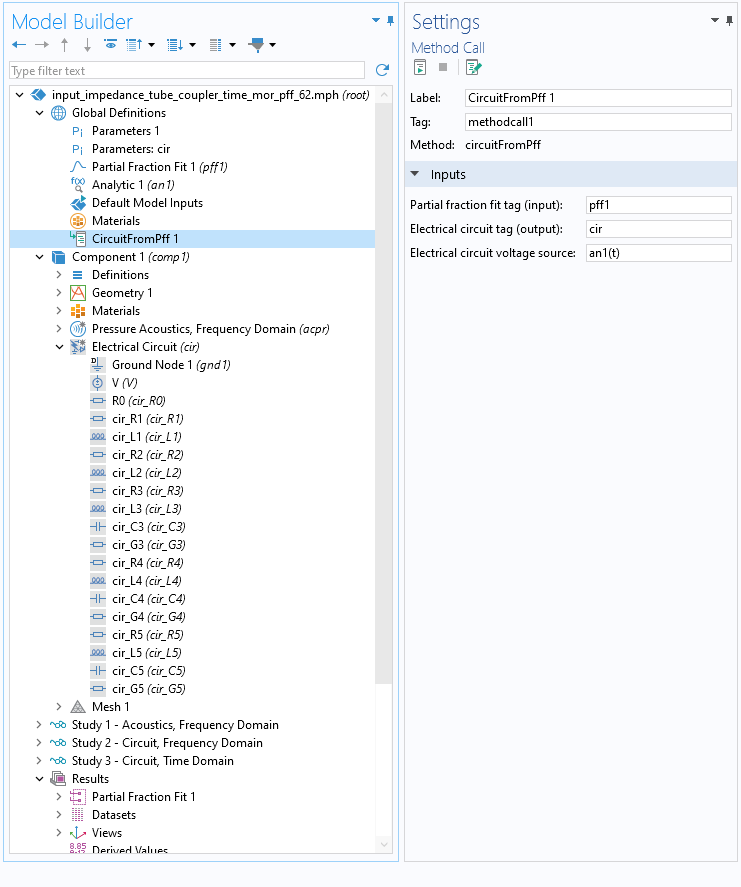 Model Builder
Type filter text
input_impedance_tube_coupler_time_mor_pff_62.mph (root)
Global Definitions
Pi Parameters 1
Pi Parameters: cir
Partial Fraction Fit 1 (pff1)
f(x) Analytic 1 (an1)
Default Model Inputs
Materials
CircuitFromPff 1
Component 1 (comp1)
Definitions
Geometry 1
Materials
Pressure Acoustics, Frequency Domain (acpr)
Electrical Circuit (cir)
D Ground Node 1 (gnd1)
V (V)
R0 (cir_R0)
cir_R1 (cir_R1)
cir_L1 (cir_L1)
cir_R2 (cir_R2)
cir_L2 (cir_L2)
cir_R3 (cir_R3)
cir_L3 (cir_L3)
cir_C3 (cir_C3)
cir_G3 (cir_G3)
cir_R4 (cir_R4)
cir_L4 (cir_L4)
cir_C4 (cir_C4)
cir_G4 (cir_G4)
cir_R5 (cir_R5)
cir_L5 (cir_L5)
cir_C5 (cir_C5)
cir_G5 (cir_G5)
Mesh 1
Study 1 - Acoustics, Frequency Domain
Study 2 - Circuit, Frequency Domain
Study 3 - Circuit, Time Domain
Results
Partial Fraction Fit 1
Datasets
Views
8.85 Derived Values
Settings
Method Call
Label: CircuitFromPff 1
Tag: methodcall1
Method: circuitFromPff
Inputs
Partial fraction fit tag (input): pff1
Electrical circuit tag (output): cir
Electrical circuit voltage source: an1(t)